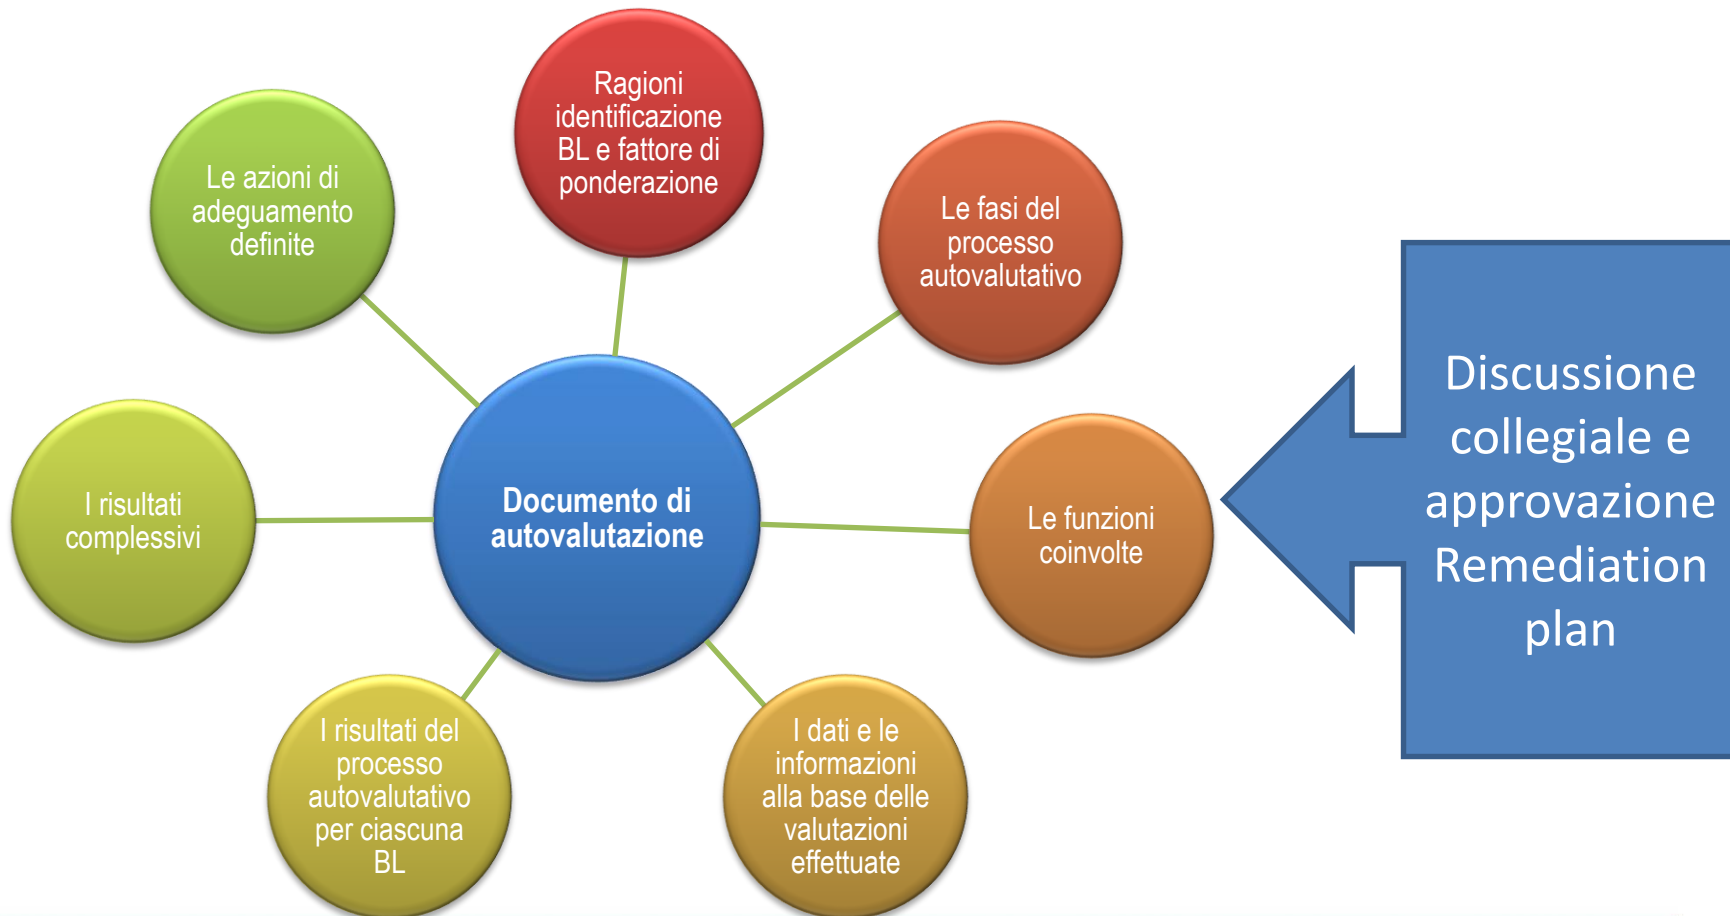 Ragioni
identificazione
BL e fattore di
ponderazione
Le fasi del
processo
autovalutativo
Le funzioni
coinvolte
I dati e le
informazioni
alla base delle
valutazioni
effettuate
I risultati del
processo
autovalutativo
per ciascuna
BL
I risultati
complessivi
Le azioni di
adeguamento
definite
Documento di
autovalutazione
Discussione
collegiale e
approvazione
Remediation
plan